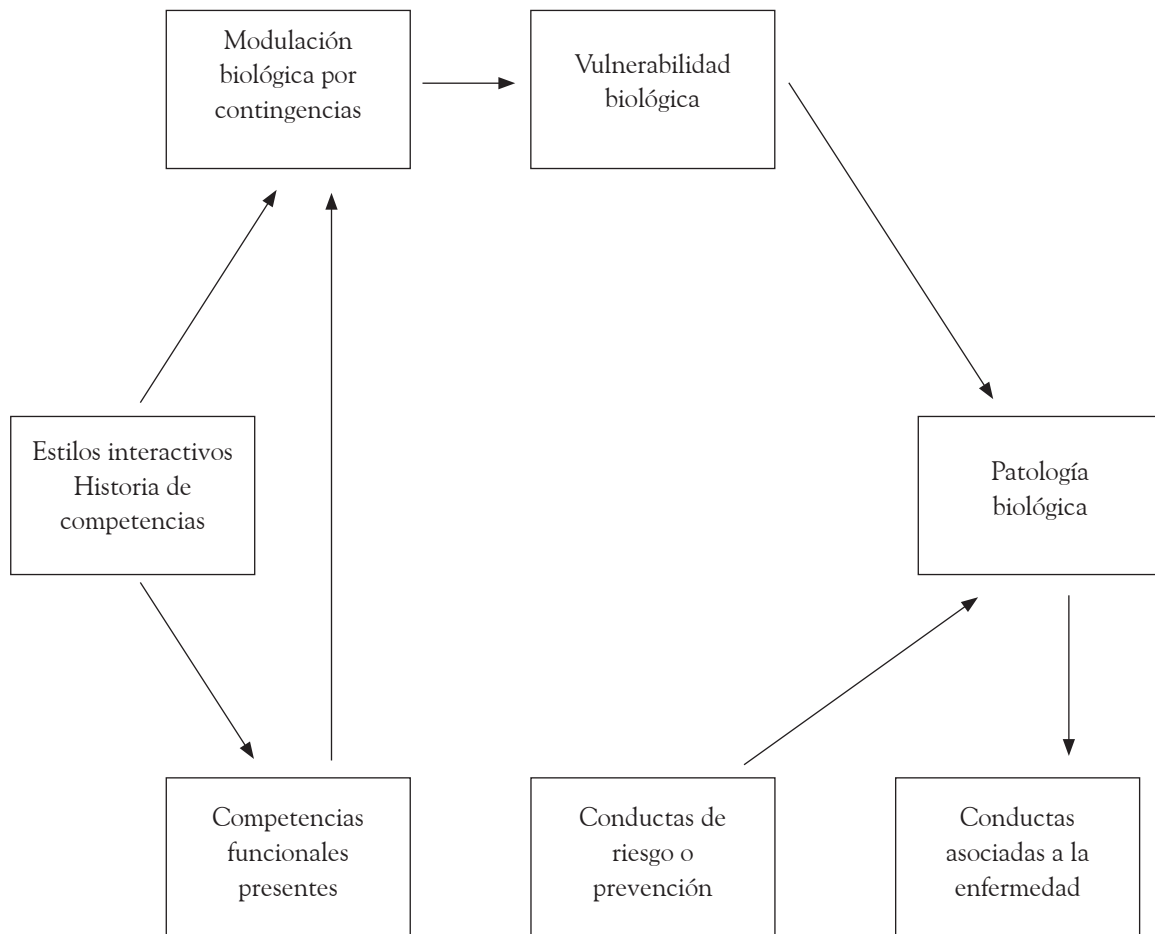 Modulación
biológica por
contingencias
Vulnerabilidad
biológica
Estilos interactivos
Historia de
competencias
Patología
biológica
Competencias
funcionales
presentes
Conductas de
riesgo o
prevención
Conductas
asociadas a la
enfermedad